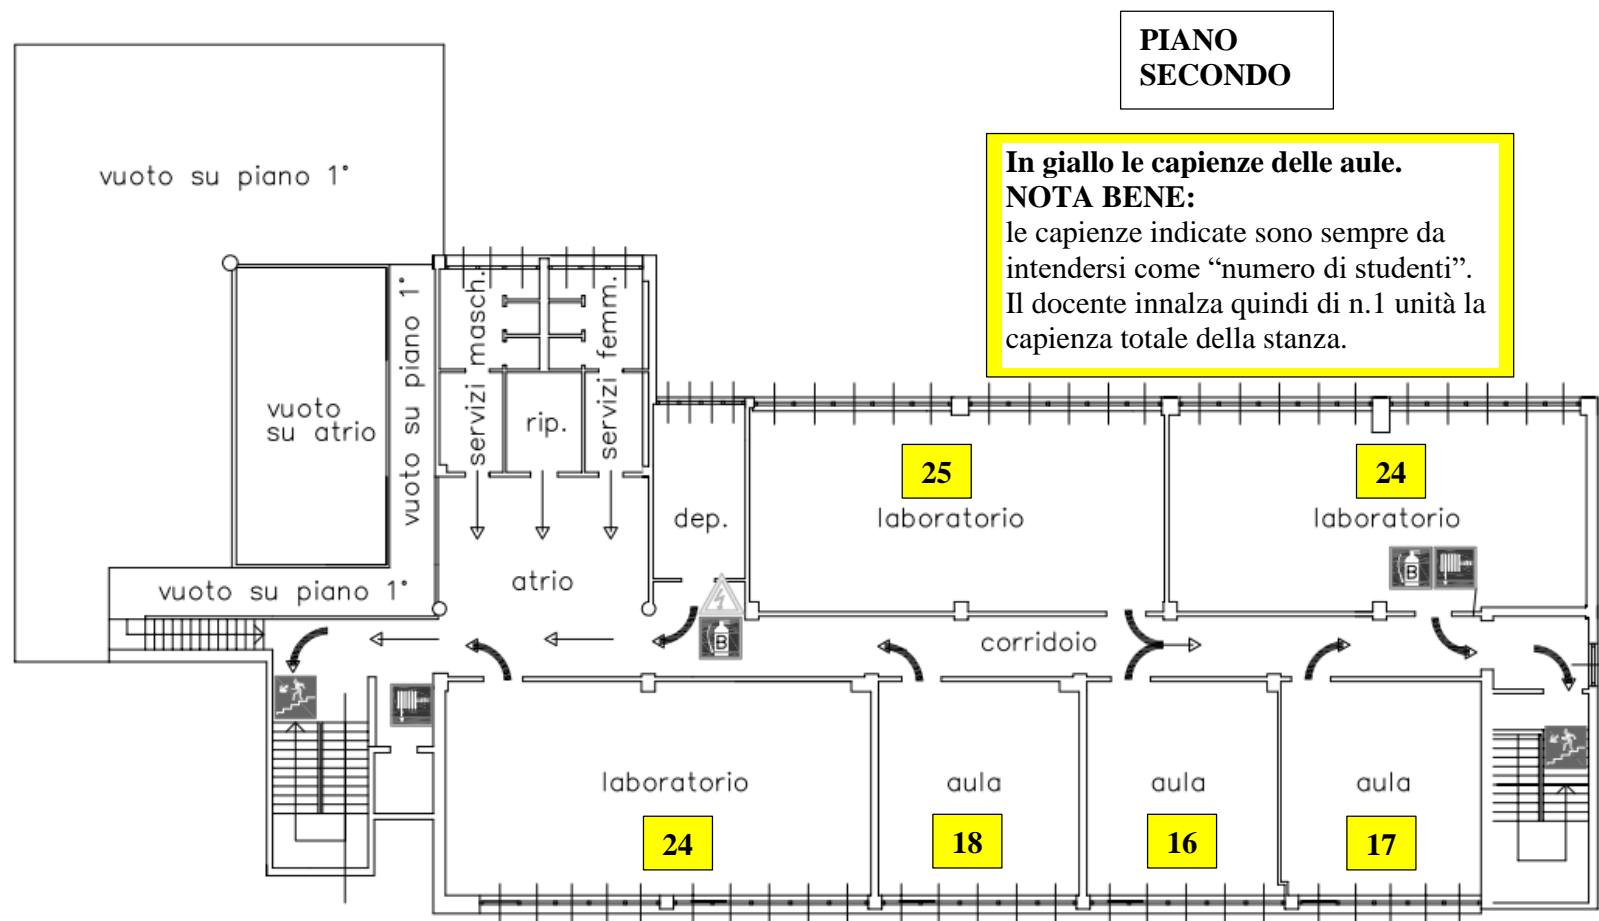 PIANO
SECONDO
In giallo le capienze delle aule.
NOTA BENE:
le capienze indicate sono sempre da
intendersi come “numero di studenti”.
Il docente innalza quindi di n.1 unità la
capienza totale della stanza.
vuoto su piano 1°
vuoto
su atrio
vuoto su piano 1°
vuoto su piano 1°
servizi masch.
rip.
servizi femm.
atrio
dep.
B
25
laboratorio
24
laboratorio
B
corridoio
laboratorio
24
aula
18
aula
16
aula
17